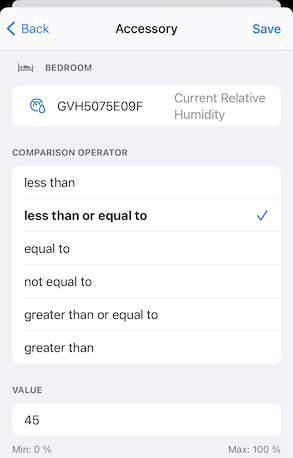 Back Accessory Save
BEDROOM
GVH5075E09F Current Relative
Humidity
COMPARISON OPERATOR
less than
less than or equal to
equal to
not equal to
greater than or equal to
greater than
VALUE
45
Min: 0 % Max: 100 %